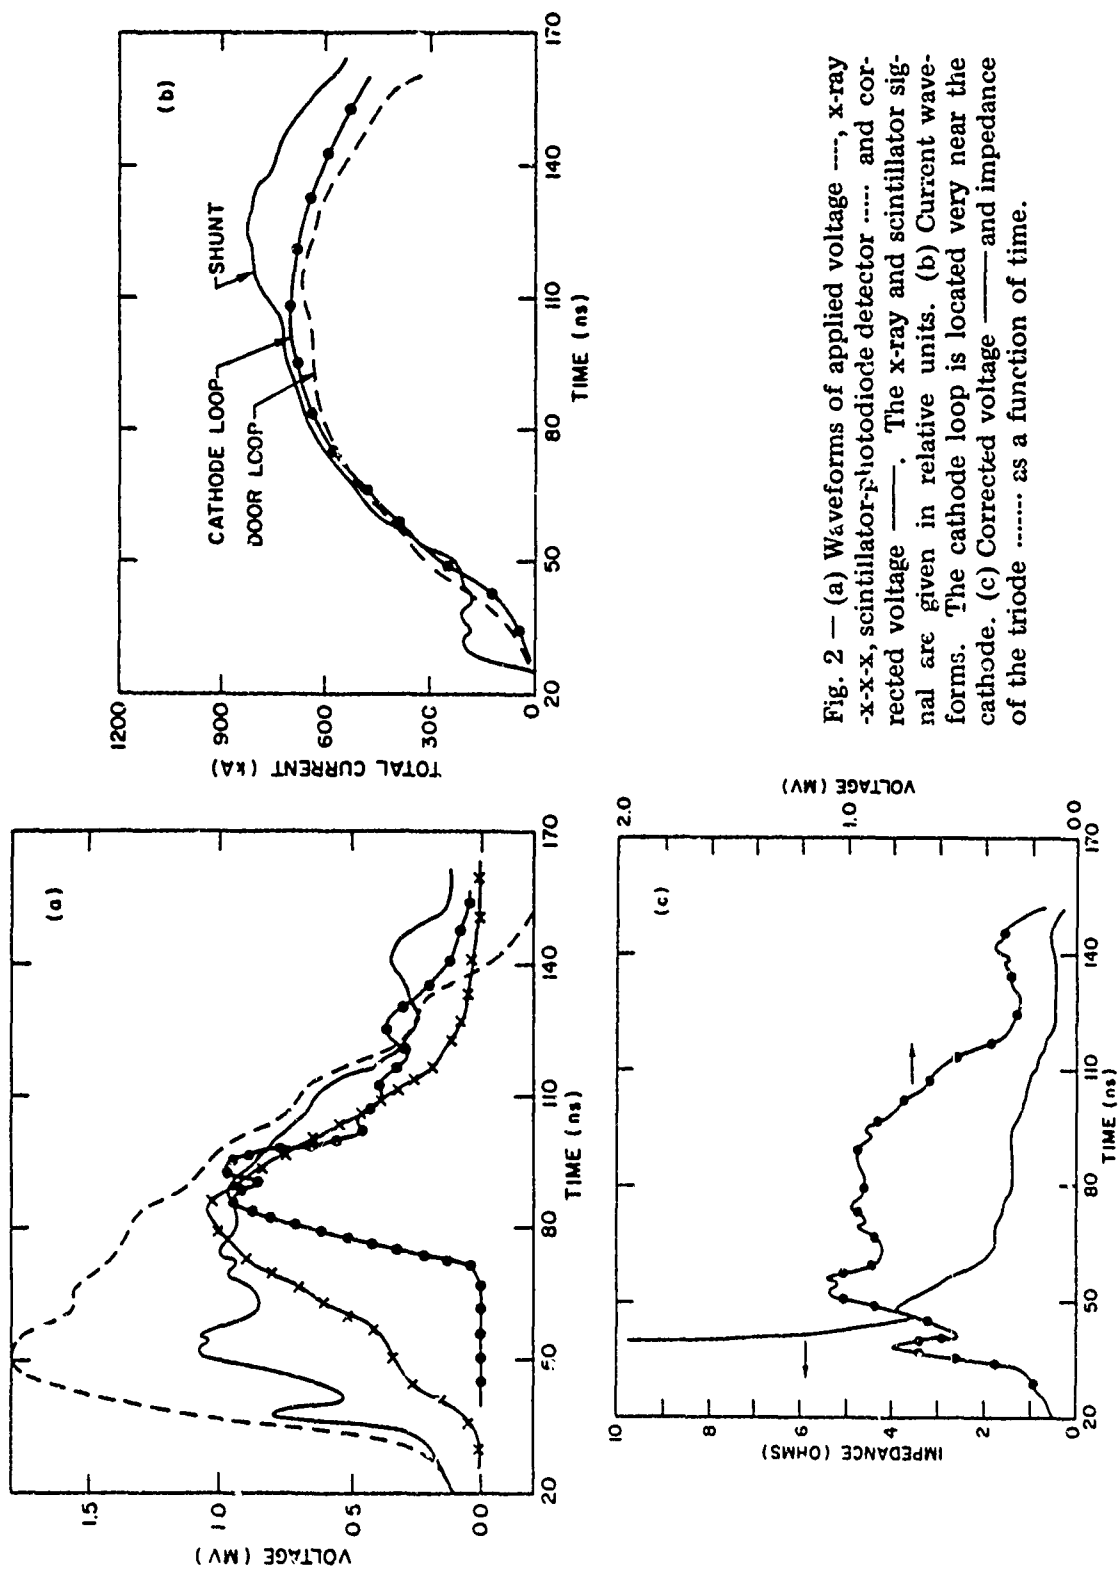 (a)
1.5
1.0
0.5
0.0
VOLTAGE (MV)
20
50
80
110
140
170
TIME (ns)
(b)
1200
900
600
300
0
TOTAL CURRENT (kA)
CATHODE LOOP
DOOR LOOP
SHUNT
20
50
80
110
140
170
TIME (ns)
(c)
10
8
6
4
2
0
IMPEDANCE (OHMS)
2.0
1.0
0.0
VOLTAGE (MV)
20
50
80
110
140
170
TIME (ns)
Fig. 2 — (a) Waveforms of applied voltage ----, x-ray
-x-x-x, scintillator-photodiode detector ····· and cor-
rected voltage ——. The x-ray and scintillator sig-
nal are given in relative units. (b) Current wave-
forms. The cathode loop is located very near the
cathode. (c) Corrected voltage —— and impedance
of the triode ······· as a function of time.